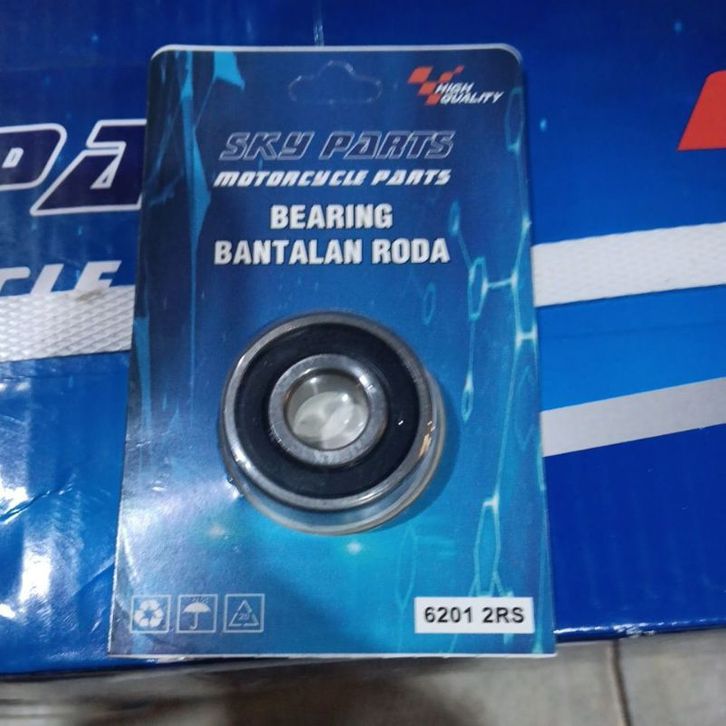 HIGH
QUALITY
SKY PARTS
MOTORCYCLE PARTS
BEARING
BANTALAN RODA
6201 2RS